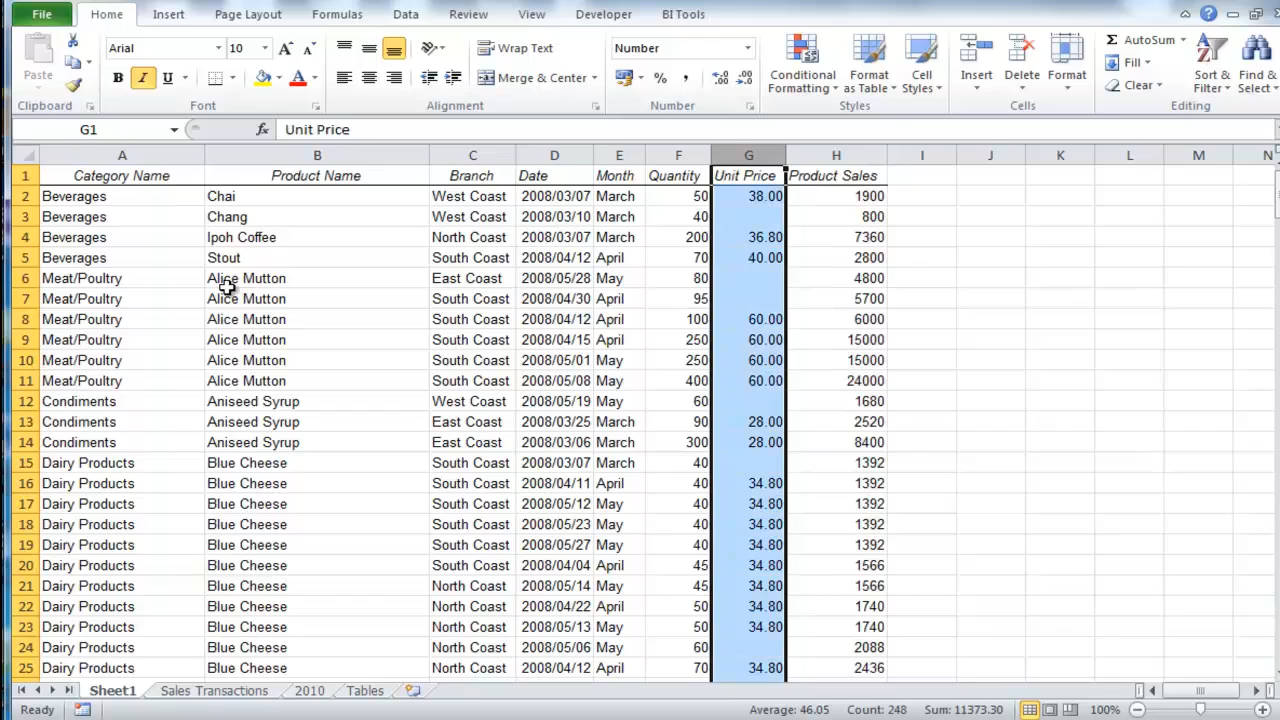 File Home Insert Page Layout Formulas Data Review View Developer BI Tools
Paste Arial 10 Wrap Text Number Conditional Formatting Format as Table Cell Styles Insert Delete Format AutoSum Fill Clear Sort & Filter Find & Select
B I U A Merge & Center % ,
Clipboard Font Alignment Number Styles Cells Editing
G1 fx Unit Price
A B C D E F G H I J K L M N
1 Category Name Product Name Branch Date Month Quantity Unit Price Product Sales
2 Beverages Chai West Coast 2008/03/07 March 50 38.00 1900
3 Beverages Chang West Coast 2008/03/10 March 40 800
4 Beverages Ipoh Coffee North Coast 2008/03/07 March 200 36.80 7360
5 Beverages Stout South Coast 2008/04/12 April 70 40.00 2800
6 Meat/Poultry Alice Mutton East Coast 2008/05/28 May 80 4800
7 Meat/Poultry Alice Mutton South Coast 2008/04/30 April 95 5700
8 Meat/Poultry Alice Mutton South Coast 2008/04/12 April 100 60.00 6000
9 Meat/Poultry Alice Mutton South Coast 2008/04/15 April 250 60.00 15000
10 Meat/Poultry Alice Mutton South Coast 2008/05/01 May 250 60.00 15000
11 Meat/Poultry Alice Mutton South Coast 2008/05/08 May 400 60.00 24000
12 Condiments Aniseed Syrup West Coast 2008/05/19 May 60 1680
13 Condiments Aniseed Syrup East Coast 2008/03/25 March 90 28.00 2520
14 Condiments Aniseed Syrup East Coast 2008/03/06 March 300 28.00 8400
15 Dairy Products Blue Cheese South Coast 2008/03/07 March 40 1392
16 Dairy Products Blue Cheese South Coast 2008/04/11 April 40 34.80 1392
17 Dairy Products Blue Cheese South Coast 2008/05/12 May 40 34.80 1392
18 Dairy Products Blue Cheese South Coast 2008/05/23 May 40 34.80 1392
19 Dairy Products Blue Cheese South Coast 2008/05/27 May 40 34.80 1392
20 Dairy Products Blue Cheese South Coast 2008/04/04 April 45 34.80 1566
21 Dairy Products Blue Cheese North Coast 2008/05/14 May 45 34.80 1566
22 Dairy Products Blue Cheese North Coast 2008/04/22 April 50 34.80 1740
23 Dairy Products Blue Cheese North Coast 2008/05/13 May 50 34.80 1740
24 Dairy Products Blue Cheese North Coast 2008/05/06 May 60 2088
25 Dairy Products Blue Cheese North Coast 2008/04/12 April 70 34.80 2436
Sheet1 Sales Transactions 2010 Tables
Ready Average: 46.05 Count: 248 Sum: 11373.30 100%